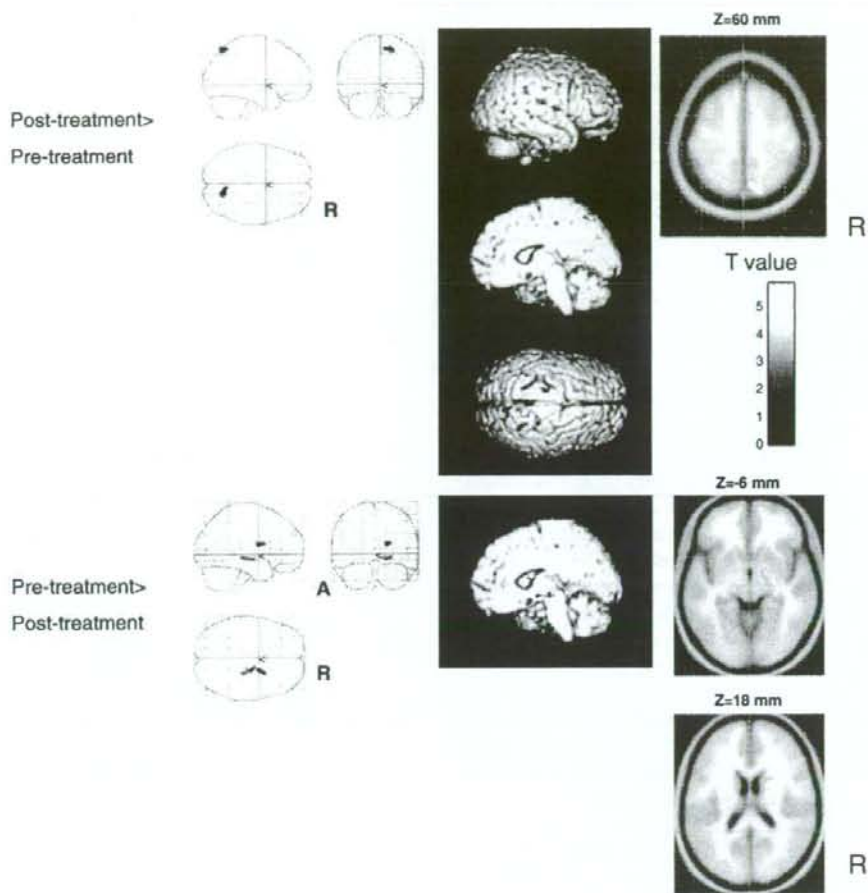 Z=60 mm
Post-treatment>
Pre-treatment
R
R
T value
5
4
3
2
1
0
Z=-6 mm
Pre-treatment>
Post-treatment
A
R
Z=18 mm
R